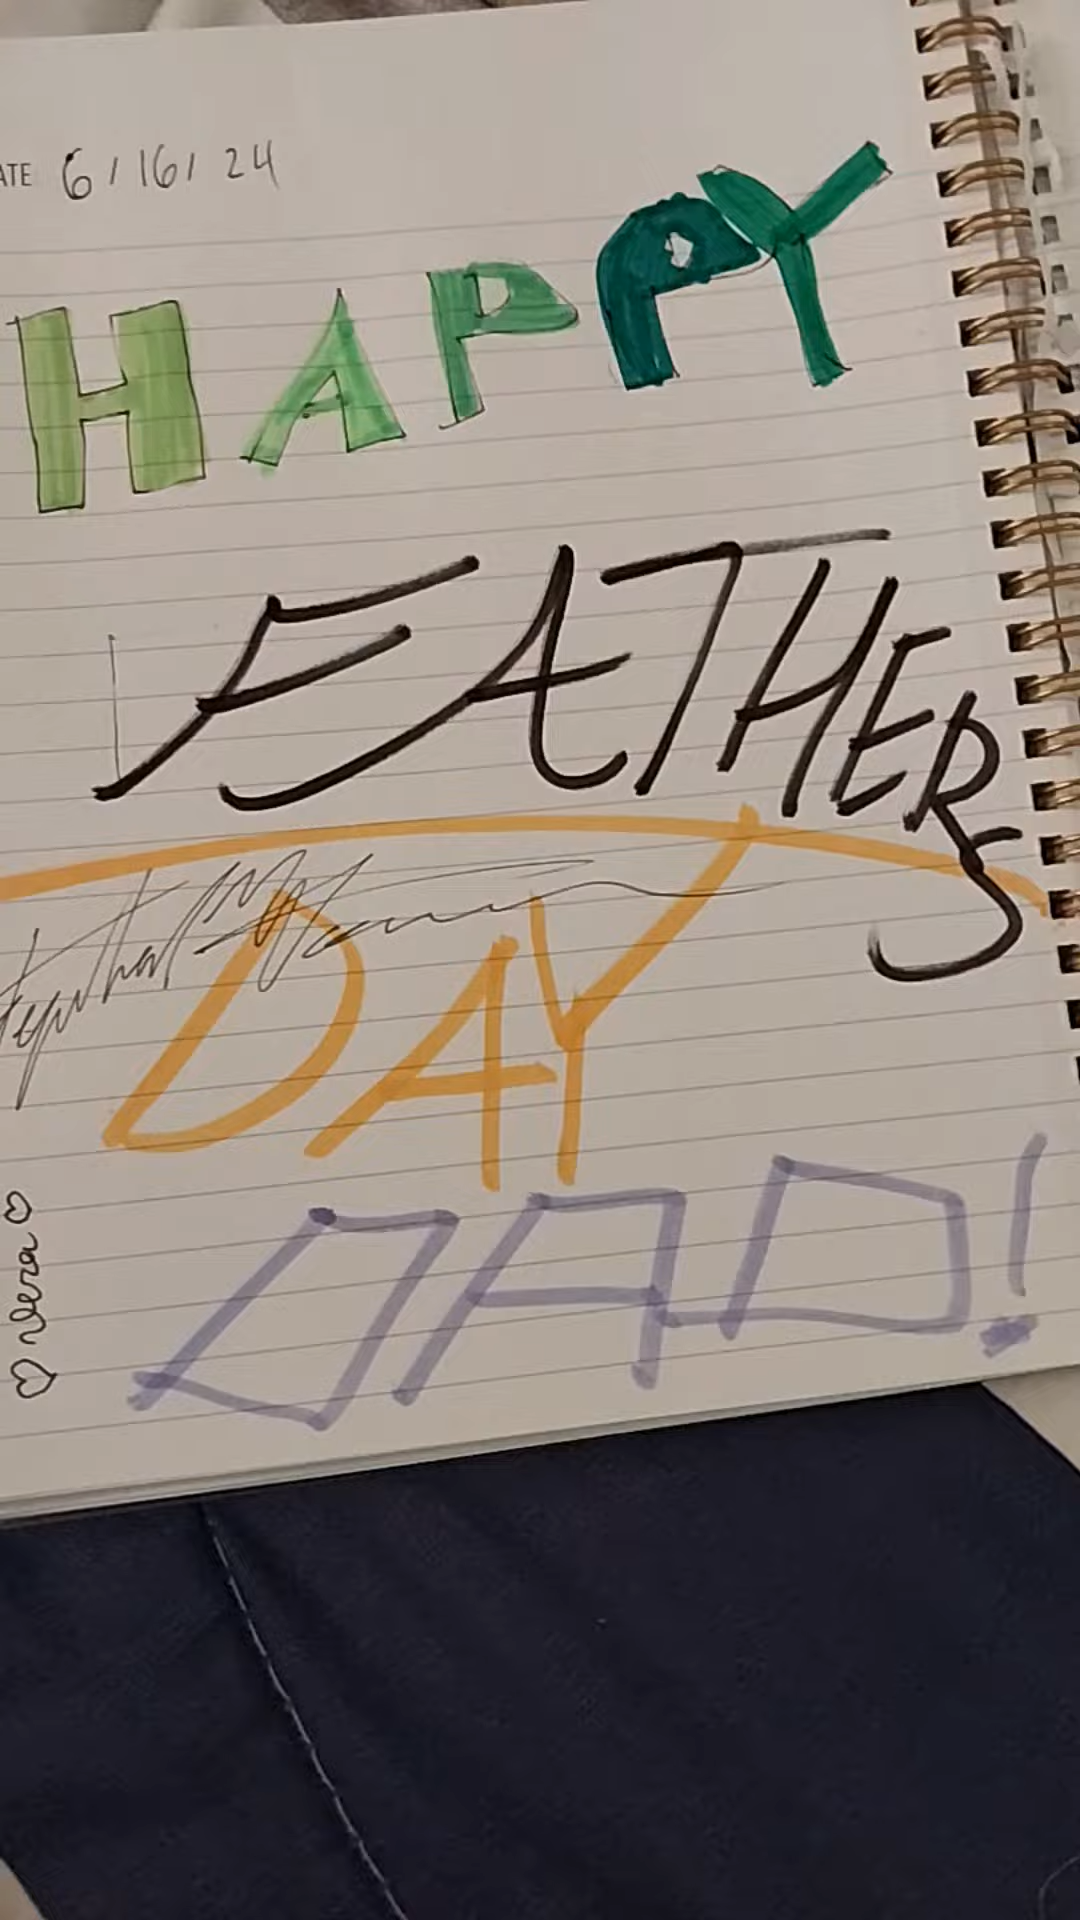 ATE 6/16/24
HAPPY
FATHERS
DAY
DAD!
♡ Vera ♡